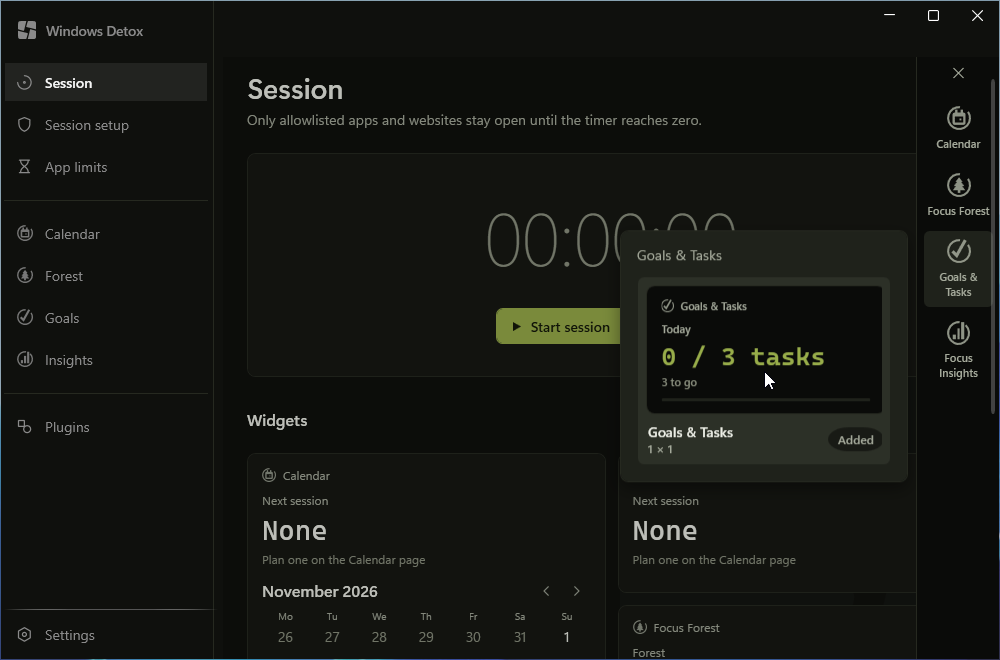 Windows Detox
Session
Session setup
App limits
Calendar
Forest
Goals
Insights
Plugins
Settings
Session
Only allowlisted apps and websites stay open until the timer reaches zero.
00:00:00
Start session
Widgets
Calendar
Next session
None
Plan one on the Calendar page
November 2026
Mo Tu We Th Fr Sa Su
26 27 28 29 30 31 1
Goals & Tasks
Goals & Tasks
Today
0 / 3 tasks
3 to go
Goals & Tasks
1 × 1
Added
Next session
None
Plan one on the Calendar page
Focus Forest
Forest
Calendar
Focus Forest
Goals &
Tasks
Focus
Insights